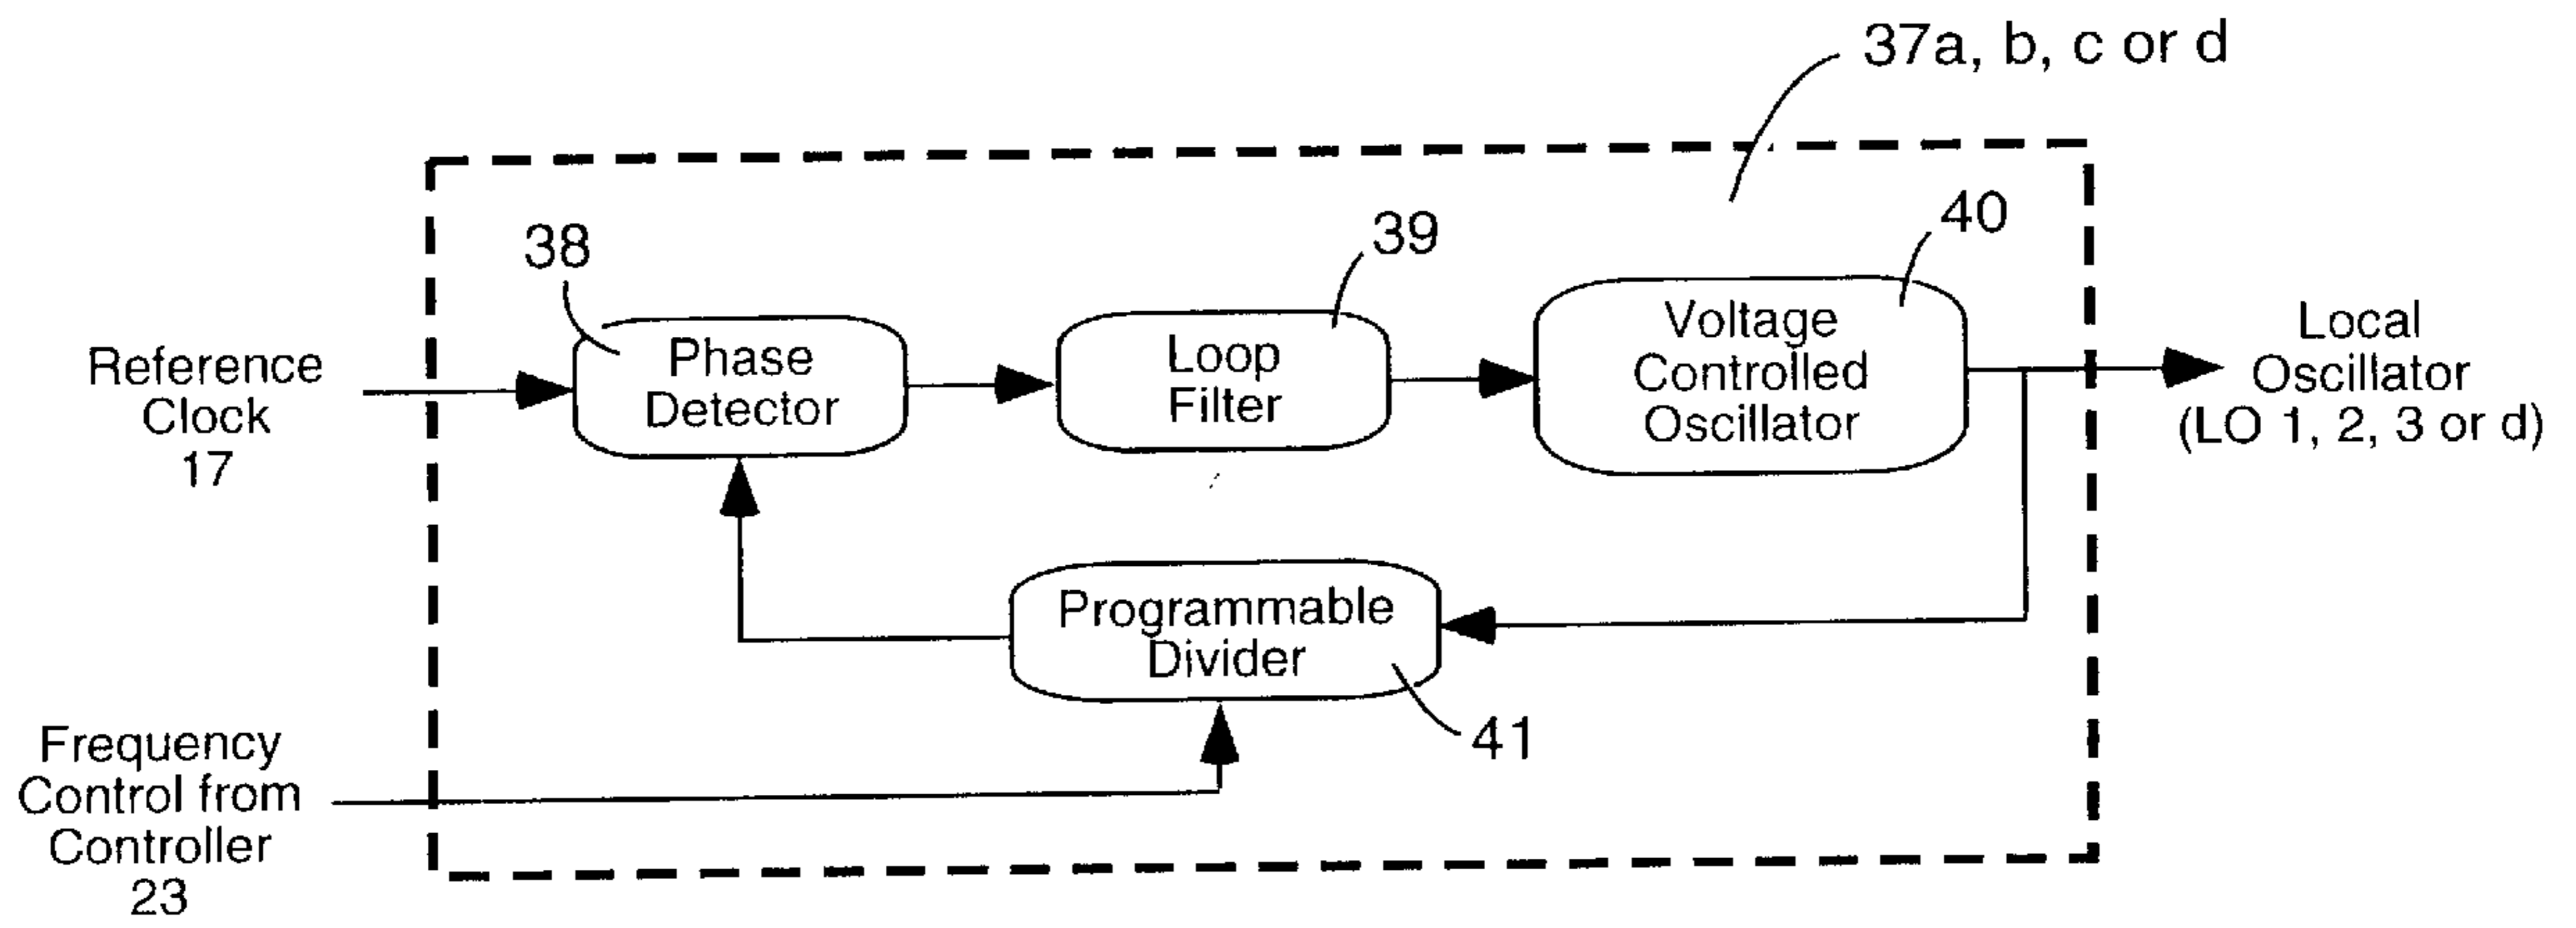 37a, b, c or d
38
39
40
Reference
Clock
17
Phase
Detector
Loop
Filter
Voltage
Controlled
Oscillator
Local
Oscillator
(LO 1, 2, 3 or d)
Programmable
Divider
41
Frequency
Control from
Controller
23